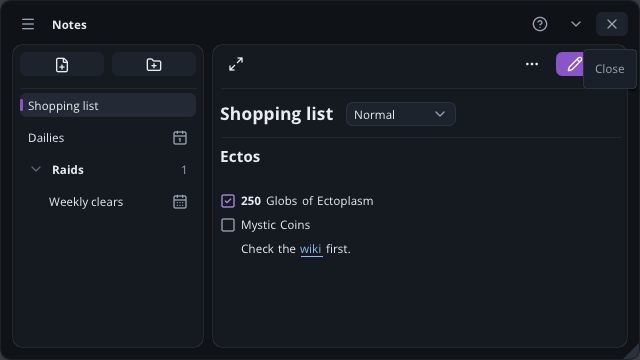 Notes
Close
Shopping list
Dailies
Raids 1
Weekly clears
Shopping list Normal
Ectos
250 Globs of Ectoplasm
Mystic Coins
Check the wiki first.